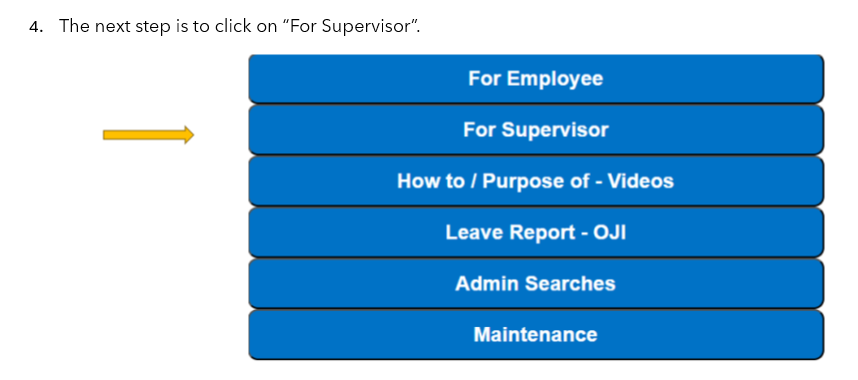 4. The next step is to click on “For Supervisor”.
For Employee
For Supervisor
How to / Purpose of - Videos
Leave Report - OJI
Admin Searches
Maintenance